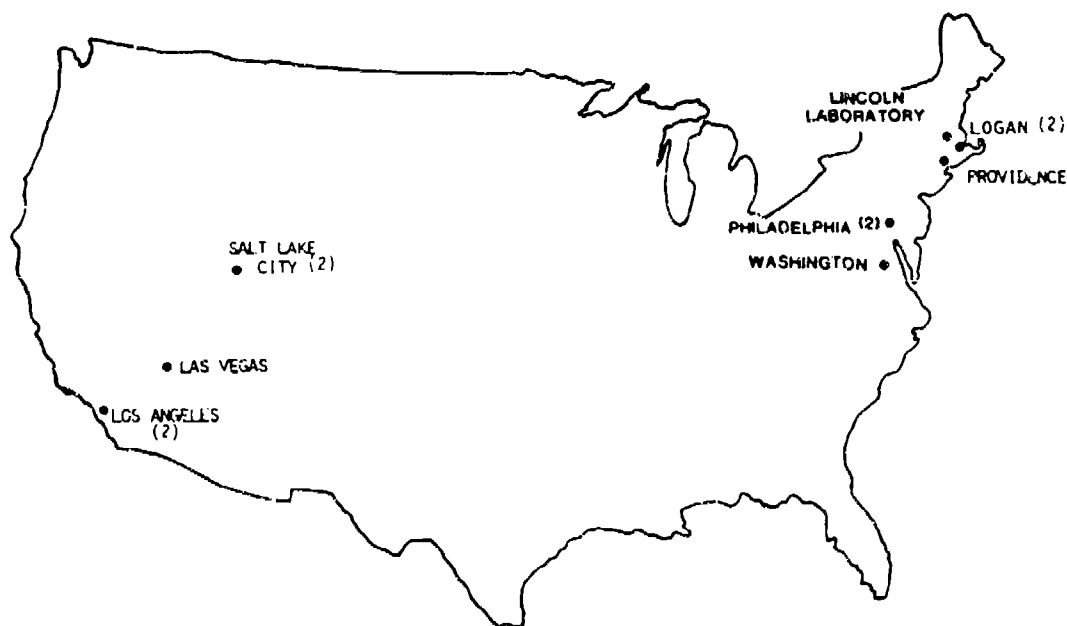 LINCOLN
LABORATORY
LOGAN (2)
PROVIDENCE
PHILADELPHIA (2)
WASHINGTON
SALT LAKE
CITY (2)
LAS VEGAS
LOS ANGELES
(2)